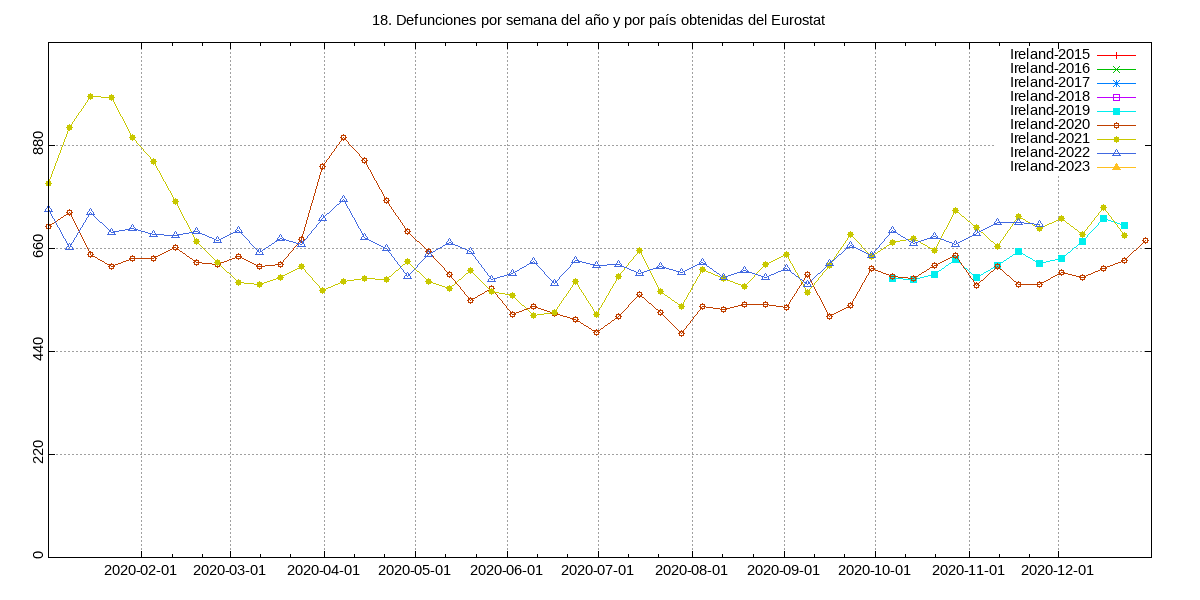 18. Defunciones por semana del año y por país obtenidas del Eurostat
Ireland-2015
Ireland-2016
Ireland-2017
Ireland-2018
Ireland-2019
Ireland-2020
Ireland-2021
Ireland-2022
Ireland-2023
880
660
440
220
0
2020-02-01 2020-03-01 2020-04-01 2020-05-01 2020-06-01 2020-07-01 2020-08-01 2020-09-01 2020-10-01 2020-11-01 2020-12-01